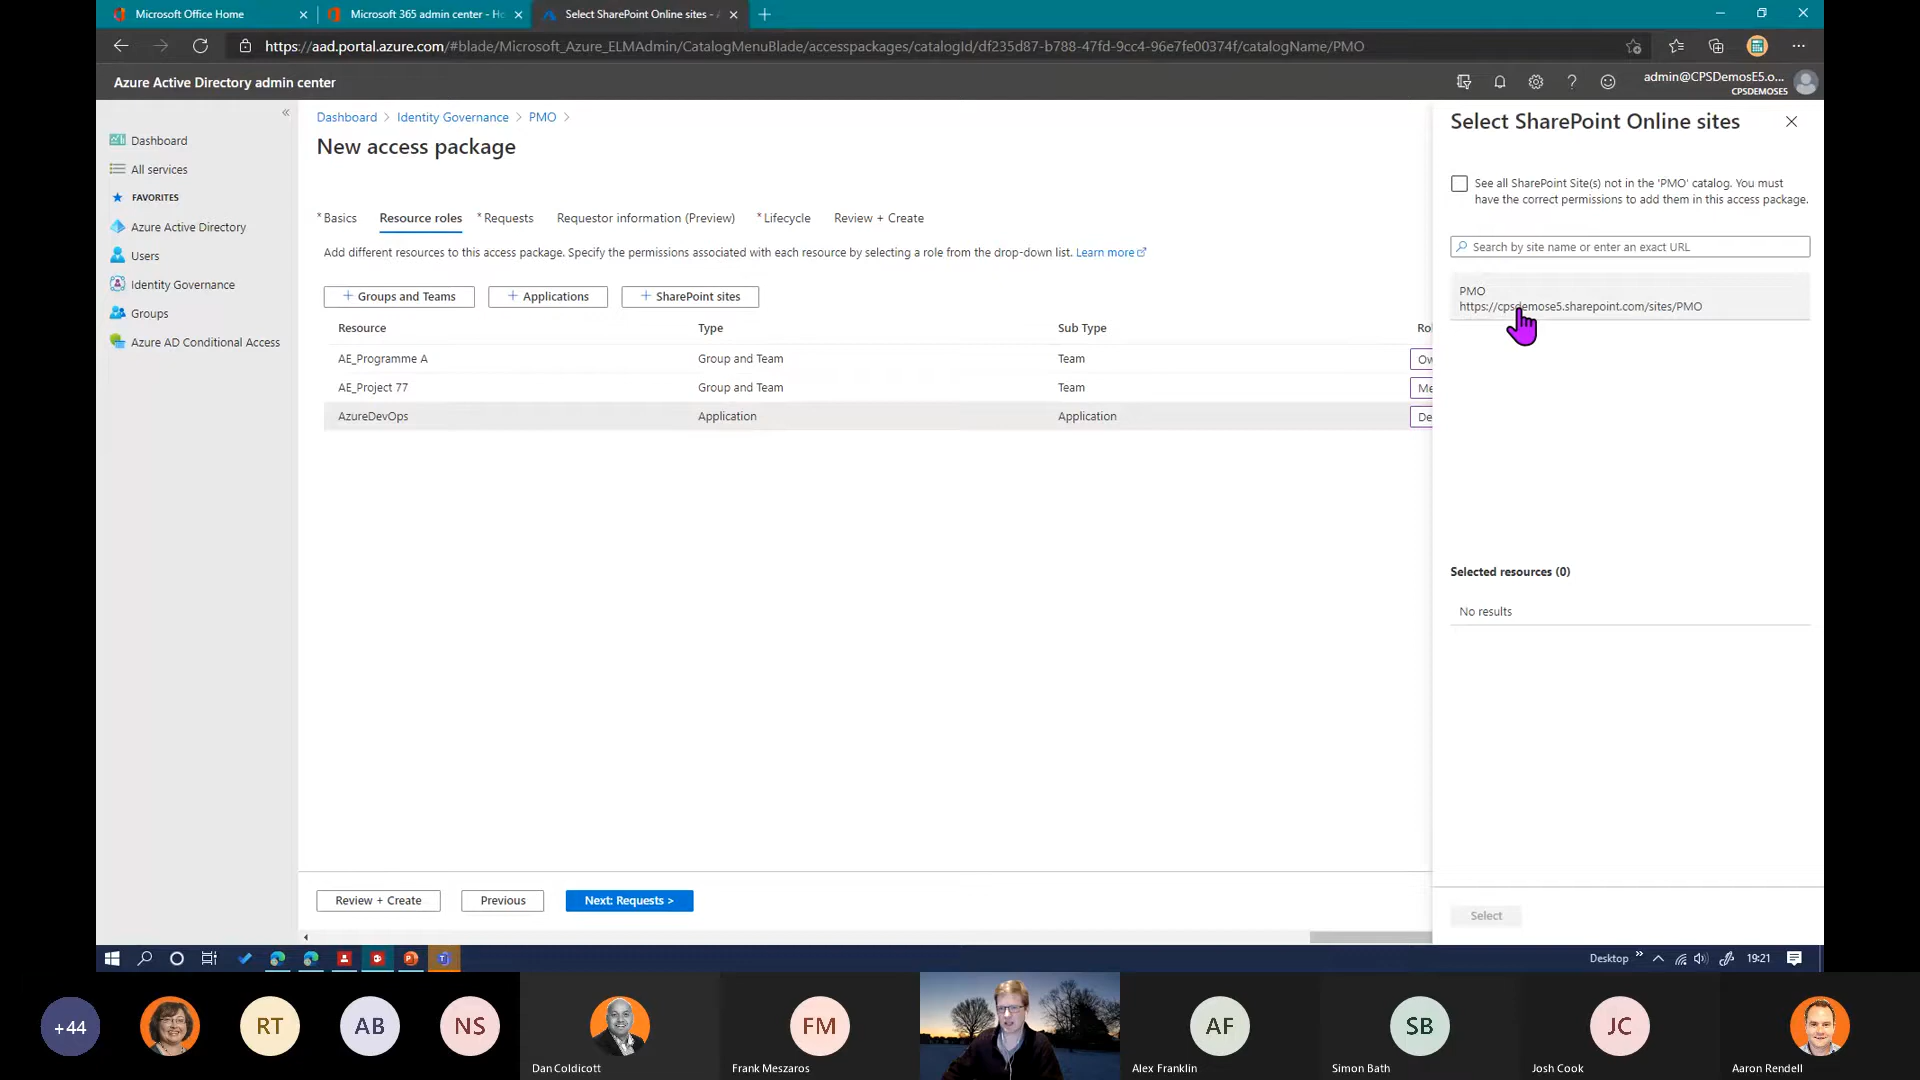 Microsoft Office Home
Microsoft 365 admin center - Ho
Select SharePoint Online sites -
https://aad.portal.azure.com/#blade/Microsoft_Azure_ELMAdmin/CatalogMenuBlade/accesspackages/catalogId/df235d87-b788-47fd-9cc4-96e7fe00374f/catalogName/PMO
Azure Active Directory admin center
admin@CPSDemosE5.o...
CPSDEMOSE5
Dashboard
All services
FAVORITES
Azure Active Directory
Users
Identity Governance
Groups
Azure AD Conditional Access
Dashboard > Identity Governance > PMO >
New access package
* Basics Resource roles * Requests Requestor information (Preview) * Lifecycle Review + Create
Add different resources to this access package. Specify the permissions associated with each resource by selecting a role from the drop-down list. Learn more
+ Groups and Teams + Applications + SharePoint sites
Resource Type Sub Type Rol
AE_Programme A Group and Team Team Ow
AE_Project 77 Group and Team Team Me
AzureDevOps Application Application De
Review + Create Previous Next: Requests >
Select SharePoint Online sites
See all SharePoint Site(s) not in the 'PMO' catalog. You must
have the correct permissions to add them in this access package.
Search by site name or enter an exact URL
PMO
https://cpsdemose5.sharepoint.com/sites/PMO
Selected resources (0)
No results
Select
Desktop » 19:21
+44 RT AB NS FM AF SB JC
Dan Coldicott Frank Meszaros Alex Franklin Simon Bath Josh Cook Aaron Rendell